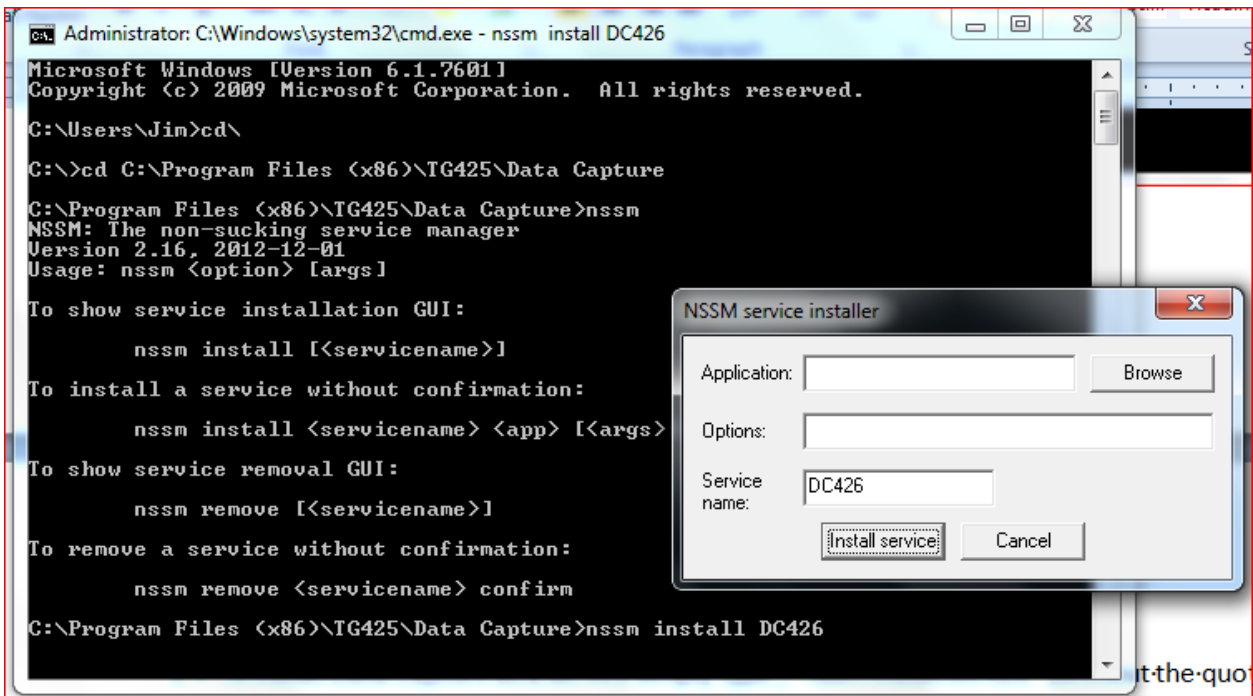 Administrator: C:\Windows\system32\cmd.exe - nssm install DC426
Microsoft Windows [Version 6.1.7601]
Copyright (c) 2009 Microsoft Corporation. All rights reserved.
C:\Users\Jim>cd\
C:\>cd C:\Program Files (x86)\TG425\Data Capture
C:\Program Files (x86)\TG425\Data Capture>nssm
NSSM: The non-sucking service manager
Version 2.16, 2012-12-01
Usage: nssm <option> [args]
To show service installation GUI:
nssm install [<servicename>]
To install a service without confirmation:
nssm install <servicename> <app> [<args>
To show service removal GUI:
nssm remove [<servicename>]
To remove a service without confirmation:
nssm remove <servicename> confirm
C:\Program Files (x86)\TG425\Data Capture>nssm install DC426
NSSM service installer
Application:
Browse
Options:
Service name:
DC426
Install service
Cancel